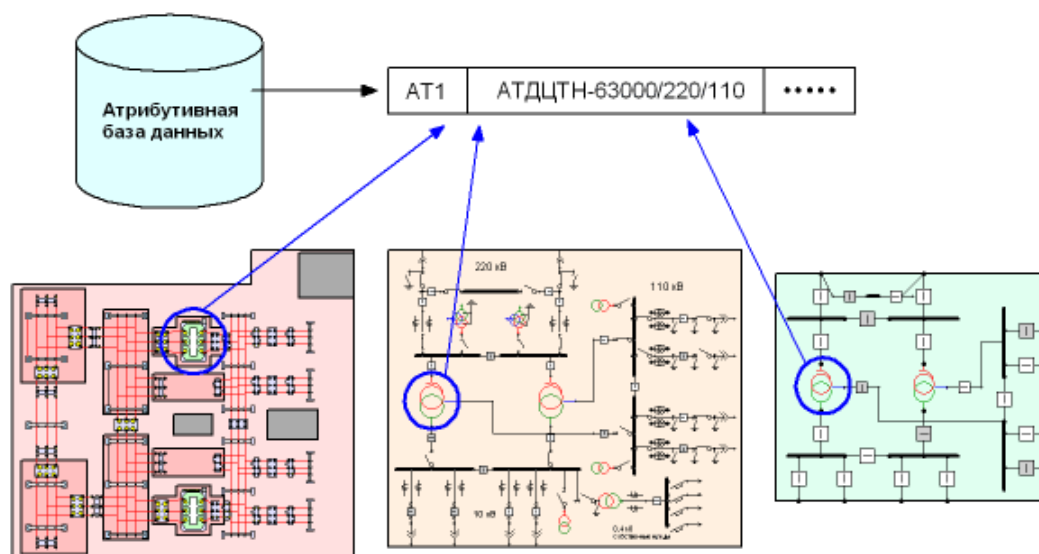 Атрибутивная
база данных
АТ1 АТДЦТН-63000/220/110 •••••
220 кВ
110 кВ
10 кВ
0,4 кВ
собственные нужды